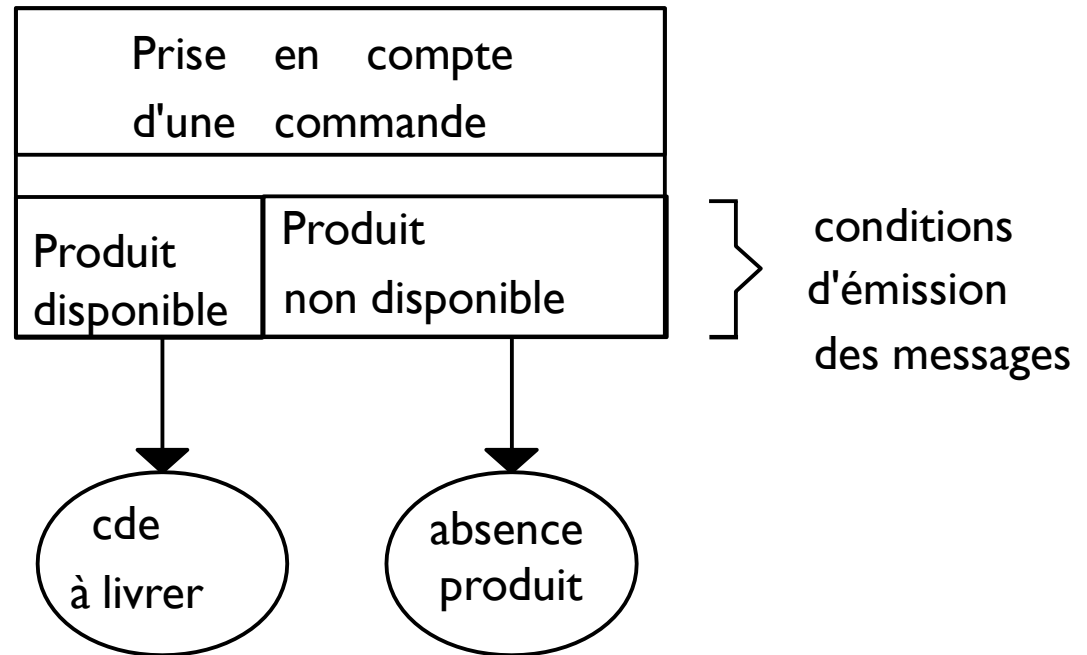 Prise en compte
d'une commande
Produit
disponible
Produit
non disponible
conditions
d'émission
des messages
cde
à livrer
absence
produit